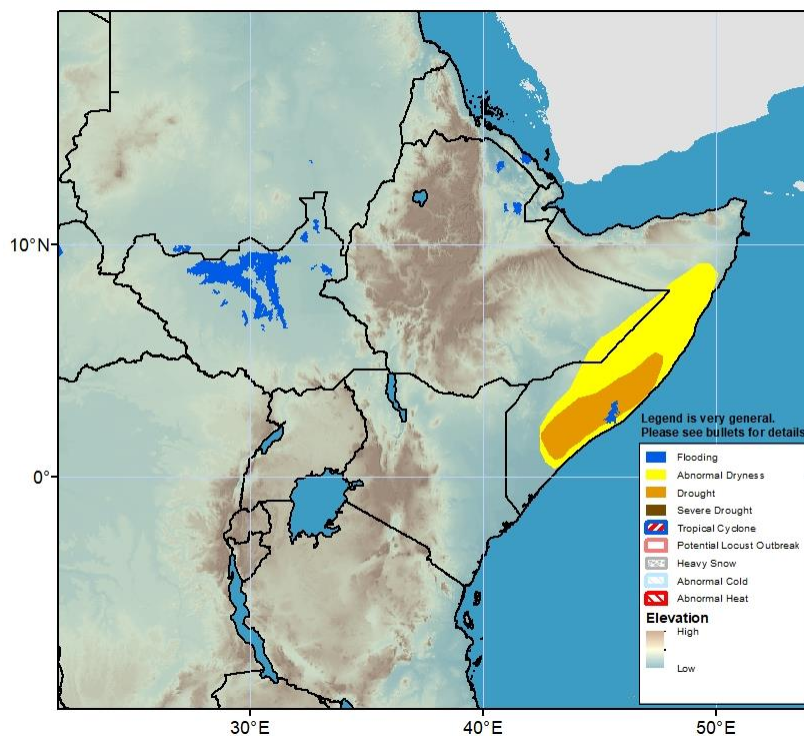 10°N
0°
30°E
40°E
50°E
Legend is very general.
Please see bullets for details
Flooding
Abnormal Dryness
Drought
Severe Drought
Tropical Cyclone
Potential Locust Outbreak
Heavy Snow
Abnormal Cold
Abnormal Heat
Elevation
High
Low